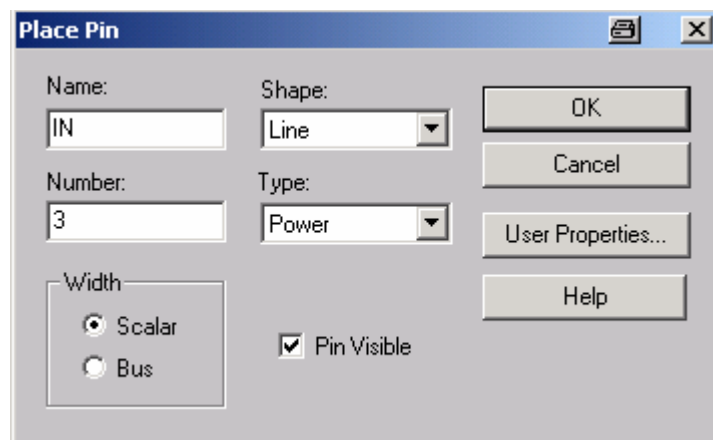 Place Pin
Name:
IN
Shape:
Line
OK
Cancel
Number:
3
Type:
Power
User Properties...
Width
Scalar
Bus
Pin Visible
Help